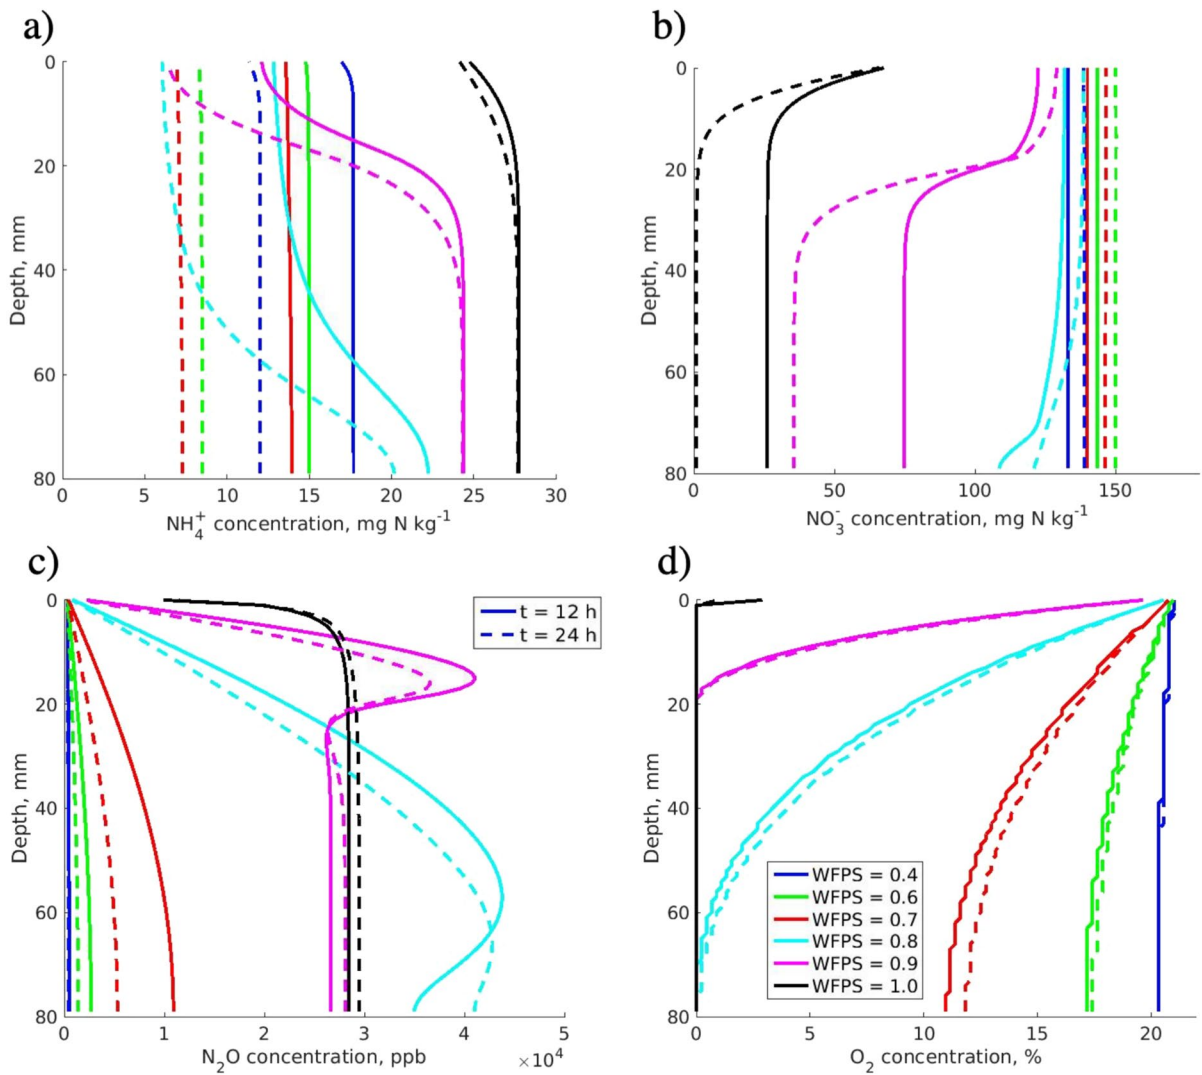 a)
0
20
40
60
80
Depth, mm
0 5 10 15 20 25 30
NH₄⁺ concentration, mg N kg⁻¹
b)
0
20
40
60
80
Depth, mm
0 50 100 150
NO₃⁻ concentration, mg N kg⁻¹
c)
t = 12 h
t = 24 h
0
20
40
60
80
Depth, mm
0 1 2 3 4 5
N₂O concentration, ppb
×10⁴
d)
0
20
40
60
80
Depth, mm
WFPS = 0.4
WFPS = 0.6
WFPS = 0.7
WFPS = 0.8
WFPS = 0.9
WFPS = 1.0
0 5 10 15 20
O₂ concentration, %